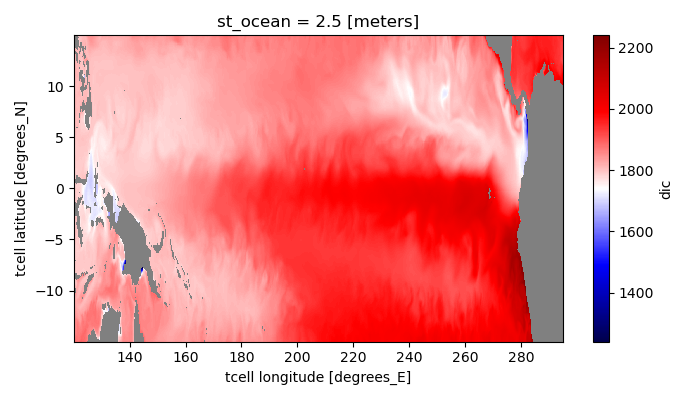 st_ocean = 2.5 [meters]
10
5
0
−5
−10
tcell latitude [degrees_N]
140 160 180 200 220 240 260 280
tcell longitude [degrees_E]
2200
2000
1800
1600
1400
dic